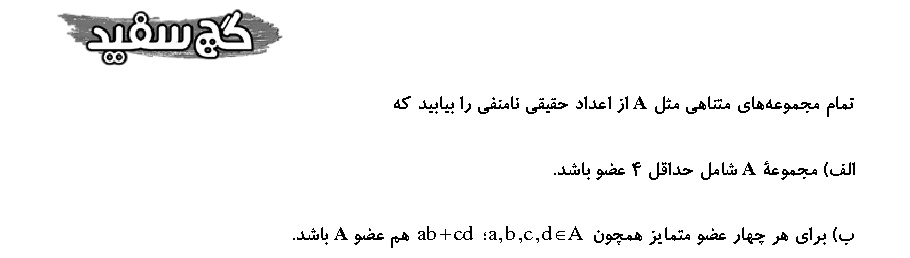 گچ سفید
تمام مجموعه‌های متناهی مثل A از اعداد حقیقی نامنفی را بیابید که
الف) مجموعهٔ A شامل حداقل ۴ عضو باشد.
ب) برای هر چهار عضو متمایز همچون a,b,c,d∈A؛ ab+cd هم عضو A باشد.